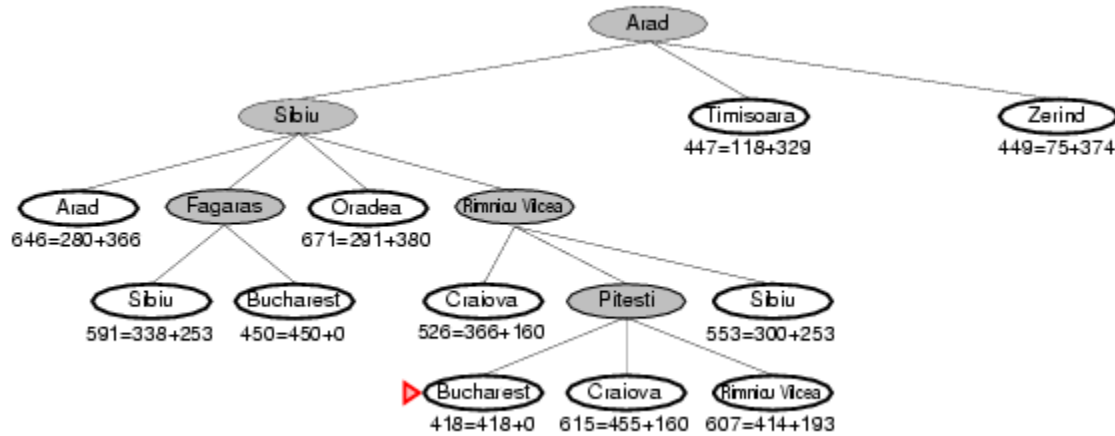 Arad
Sibiu
Timisoara
Zerind
447=118+329
449=75+374
Arad
Fagaras
Oradea
Rimnicu Vilcea
646=280+366
671=291+380
Sibiu
Bucharest
Craiova
Pitesti
Sibiu
591=338+253
450=450+0
526=366+160
553=300+253
Bucharest
Craiova
Rimnicu Vilcea
418=418+0
615=455+160
607=414+193